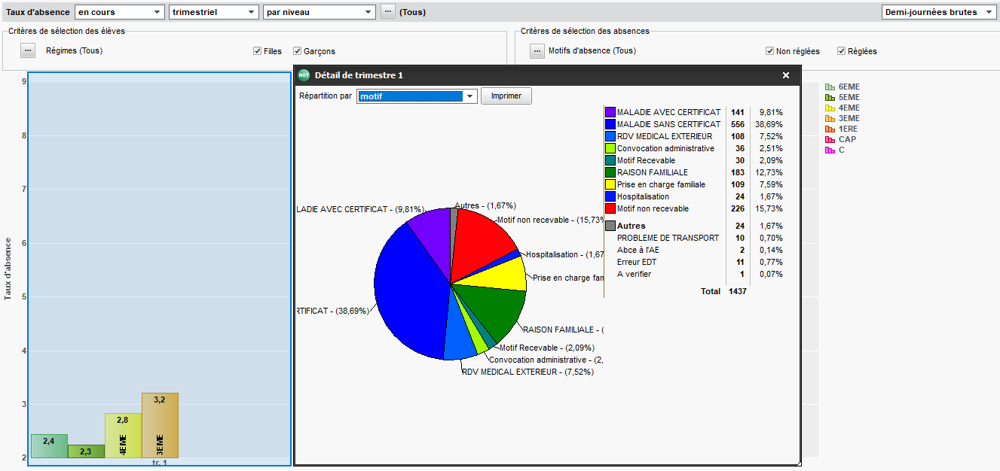 Taux d'absence en cours trimestriel par niveau ... (Tous) Demi-journées brutes
Critères de sélection des élèves
... Régimes (Tous) Filles Garçons
Critères de sélection des absences
... Motifs d'absence (Tous) Non réglées Réglées
NOT Détail de trimestre 1
Répartition par motif Imprimer
MALADIE AVEC CERTIFICAT 141 9,81%
MALADIE SANS CERTIFICAT 556 38,69%
RDV MEDICAL EXTERIEUR 108 7,52%
Convocation administrative 36 2,51%
Motif Recevable 30 2,09%
RAISON FAMILIALE 183 12,73%
Prise en charge familiale 109 7,59%
Hospitalisation 24 1,67%
Motif non recevable 226 15,73%
Autres 24 1,67%
PROBLEME DE TRANSPORT 10 0,70%
Abce à l'AE 2 0,14%
Erreur EDT 11 0,77%
A verifier 1 0,07%
Total 1437
LADIE AVEC CERTIFICAT - (9,81%)
Autres - (1,67%)
Motif non recevable - (15,73%
Hospitalisation - (1,67
Prise en charge fam
RTIFICAT - (38,69%)
RAISON FAMILIALE - (
Motif Recevable - (2,09%)
Convocation administrative - (2,
RDV MEDICAL EXTERIEUR - (7,52%)
6EME
5EME
4EME
3EME
1ERE
CAP
C
Taux d'absence
9
8
7
6
5
4
3
2
2,4
2,3
2,8
4EME
3,2
3EME
tr. 1